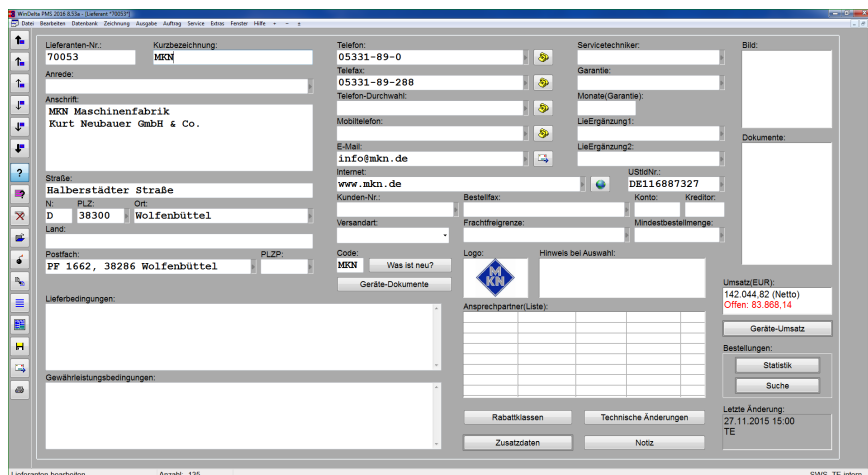 WinDelta PMS 2016 8.53e - [Lieferant *70053*]
Datei Bearbeiten Datenbank Zeichnung Ausgabe Auftrag Service Extras Fenster Hilfe
Lieferanten-Nr.: Kurzbezeichnung:
70053 MKN
Anrede:
Anschrift:
MKN Maschinenfabrik
Kurt Neubauer GmbH & Co.
Straße:
Halberstädter Straße
N: PLZ: Ort:
D 38300 Wolfenbüttel
Land:
Postfach: PLZP:
PF 1662, 38286 Wolfenbüttel
Lieferbedingungen:
Gewährleistungsbedingungen:
Telefon:
05331-89-0
Telefax:
05331-89-288
Telefon-Durchwahl:
Mobiltelefon:
E-Mail:
info@mkn.de
Internet:
www.mkn.de
Kunden-Nr.: Bestellfax:
Versandart: Frachtfreigrenze:
Code:
MKN Was ist neu?
Geräte-Dokumente
Logo:
MKN
Hinweis bei Auswahl:
Ansprechpartner(Liste):
Rabattklassen Technische Änderungen
Zusatzdaten Notiz
Servicetechniker:
Garantie:
Monate(Garantie):
LieErgänzung1:
LieErgänzung2:
UStIdNr.:
DE116887327
Konto: Kreditor:
Mindestbestellmenge:
Bild:
Dokumente:
Umsatz(EUR):
142.044,82 (Netto)
Offen: 83.868,14
Geräte-Umsatz
Bestellungen:
Statistik
Suche
Letzte Änderung:
27.11.2015 15:00
TE
Lieferanten bearbeiten Anzahl: 135 SWS, TE intern